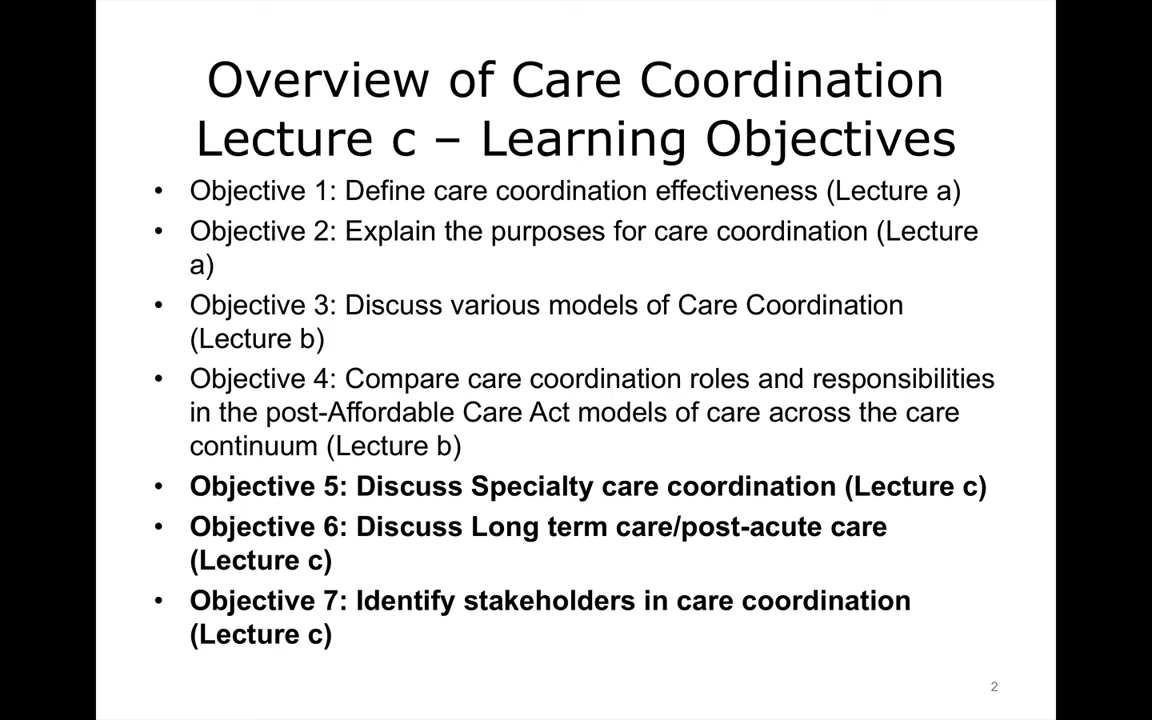 Overview of Care Coordination
Lecture c – Learning Objectives
• Objective 1: Define care coordination effectiveness (Lecture a)
• Objective 2: Explain the purposes for care coordination (Lecture
a)
• Objective 3: Discuss various models of Care Coordination
(Lecture b)
• Objective 4: Compare care coordination roles and responsibilities
in the post-Affordable Care Act models of care across the care
continuum (Lecture b)
• Objective 5: Discuss Specialty care coordination (Lecture c)
• Objective 6: Discuss Long term care/post-acute care
(Lecture c)
• Objective 7: Identify stakeholders in care coordination
(Lecture c)
2